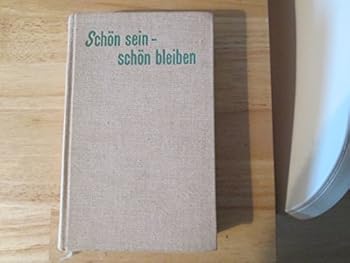 Schön sein –
schön bleiben